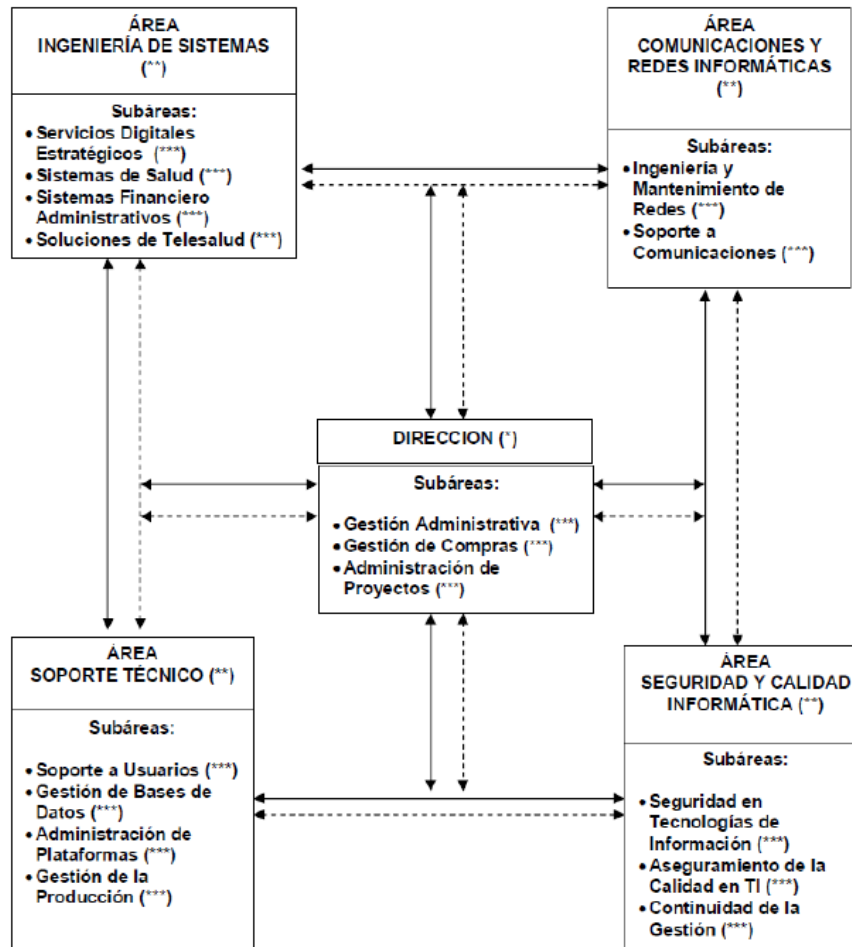 ÁREA
INGENIERÍA DE SISTEMAS
(**)
Subáreas:
• Servicios Digitales
Estratégicos (***)
• Sistemas de Salud (***)
• Sistemas Financiero
Administrativos (***)
• Soluciones de Telesalud (***)
ÁREA
COMUNICACIONES Y
REDES INFORMÁTICAS
(**)
Subáreas:
• Ingeniería y
Mantenimiento de
Redes (***)
• Soporte a
Comunicaciones (***)
DIRECCION (*)
Subáreas:
• Gestión Administrativa (***)
• Gestión de Compras (***)
• Administración de
Proyectos (***)
ÁREA
SOPORTE TÉCNICO (**)
Subáreas:
• Soporte a Usuarios (***)
• Gestión de Bases de
Datos (***)
• Administración de
Plataformas (***)
• Gestión de la
Producción (***)
ÁREA
SEGURIDAD Y CALIDAD
INFORMÁTICA (**)
Subáreas:
• Seguridad en
Tecnologías de
Información (***)
• Aseguramiento de la
Calidad en TI (***)
• Continuidad de la
Gestión (***)